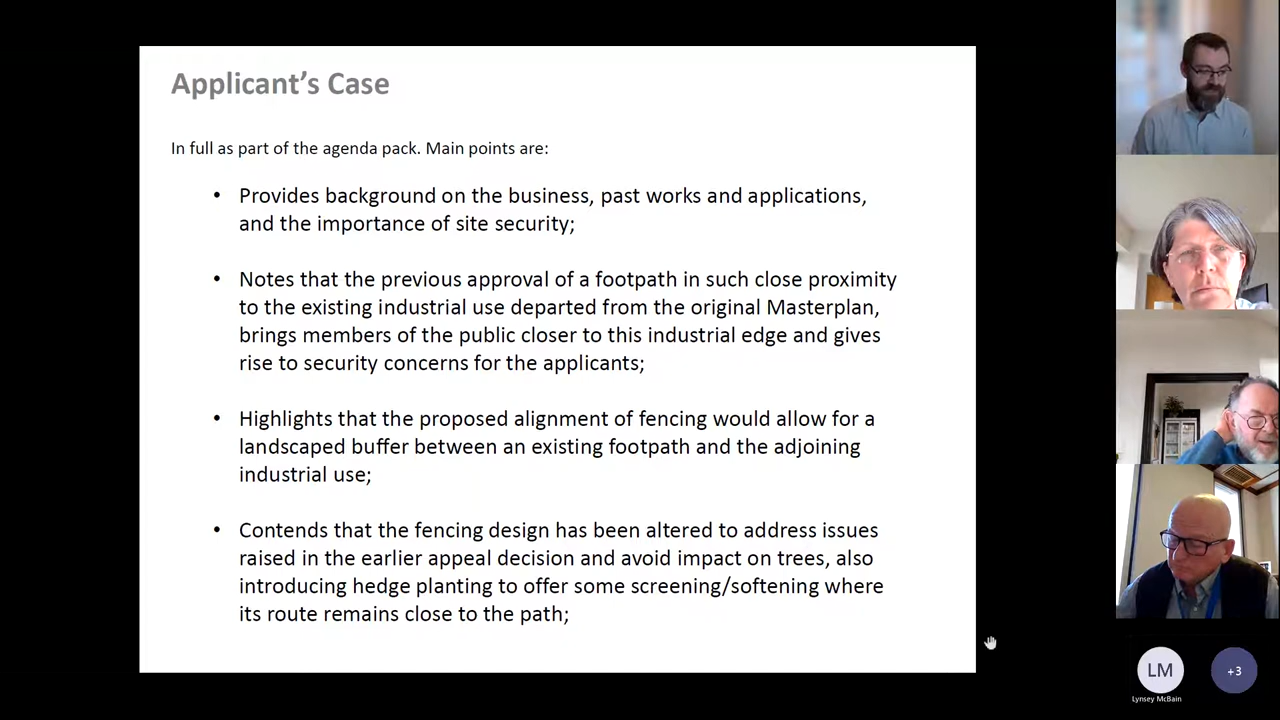 Applicant's Case
In full as part of the agenda pack. Main points are:
• Provides background on the business, past works and applications,
and the importance of site security;
• Notes that the previous approval of a footpath in such close proximity
to the existing industrial use departed from the original Masterplan,
brings members of the public closer to this industrial edge and gives
rise to security concerns for the applicants;
• Highlights that the proposed alignment of fencing would allow for a
landscaped buffer between an existing footpath and the adjoining
industrial use;
• Contends that the fencing design has been altered to address issues
raised in the earlier appeal decision and avoid impact on trees, also
introducing hedge planting to offer some screening/softening where
its route remains close to the path;
LM
+3
Lynsey McBain